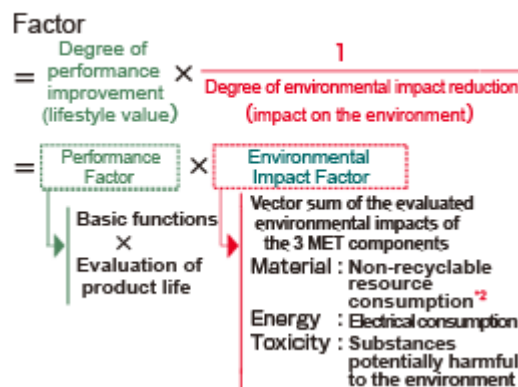 Factor
= Degree of performance improvement (lifestyle value) × 1 / Degree of environmental impact reduction (impact on the environment)
= Performance Factor × Environmental Impact Factor
Basic functions
×
Evaluation of
product life
Vector sum of the evaluated
environmental impacts of
the 3 MET components
Material : Non-recyclable
resource
consumption*2
Energy : Electrical consumption
Toxicity : Substances
potentially harmful
to the environment